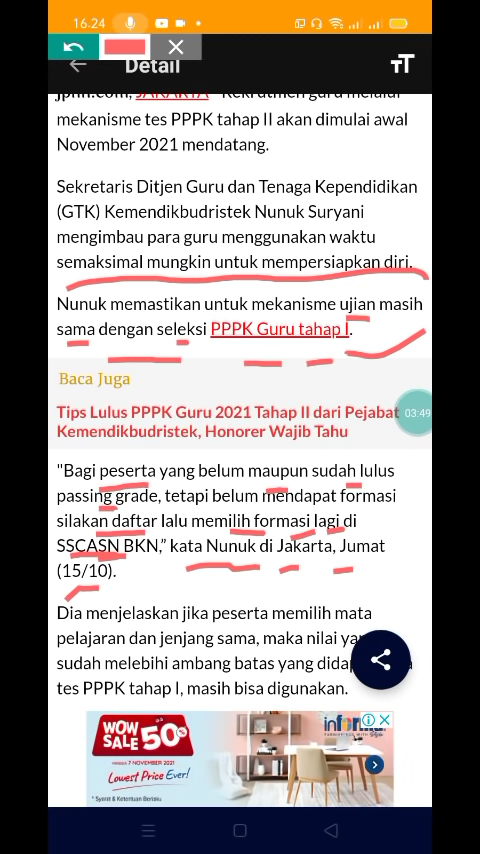 16.24
Detail
jpnn.com, JAKARTA - Rekrutmen guru melalui
mekanisme tes PPPK tahap II akan dimulai awal
November 2021 mendatang.
Sekretaris Ditjen Guru dan Tenaga Kependidikan
(GTK) Kemendikbudristek Nunuk Suryani
mengimbau para guru menggunakan waktu
semaksimal mungkin untuk mempersiapkan diri.
Nunuk memastikan untuk mekanisme ujian masih
sama dengan seleksi PPPK Guru tahap I.
Baca Juga
Tips Lulus PPPK Guru 2021 Tahap II dari Pejabat
Kemendikbudristek, Honorer Wajib Tahu
03:49
"Bagi peserta yang belum maupun sudah lulus
passing grade, tetapi belum mendapat formasi
silakan daftar lalu memilih formasi lagi di
SSCASN BKN,” kata Nunuk di Jakarta, Jumat
(15/10).
Dia menjelaskan jika peserta memilih mata
pelajaran dan jenjang sama, maka nilai
sudah melebihi ambang batas yang
tes PPPK tahap I, masih bisa digunakan.
WOW
SALE 50%
7 NOVEMBER 2021
Lowest Price Ever!
* Syarat & Ketentuan Berlaku
informa